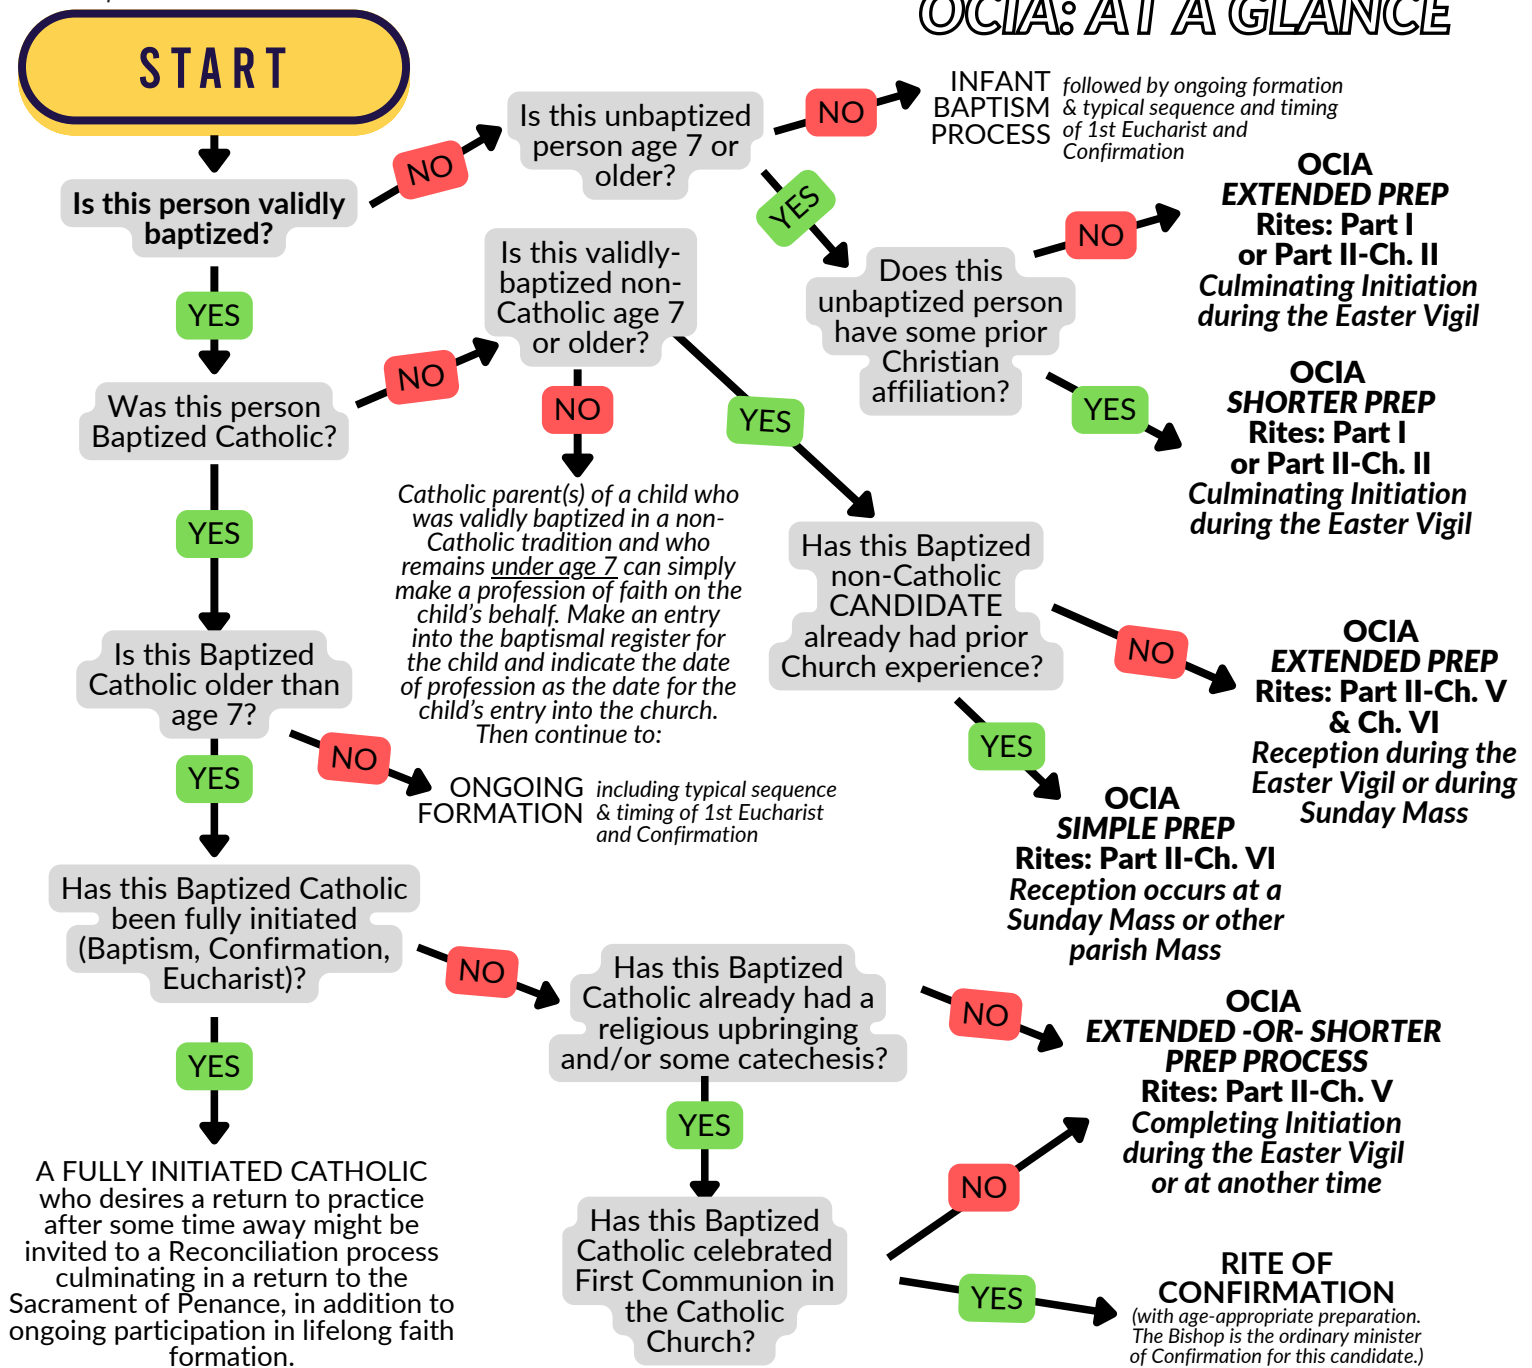 OCIA: AT A GLANCE
START
Is this person validly
baptized?
NO
Is this unbaptized
person age 7 or
older?
NO
INFANT
BAPTISM
PROCESS
followed by ongoing formation
& typical sequence and timing
of 1st Eucharist and
Confirmation
YES
Does this
unbaptized person
have some prior
Christian
affiliation?
NO
OCIA
EXTENDED PREP
Rites: Part I
or Part II-Ch. II
Culminating Initiation
during the Easter Vigil
YES
OCIA
SHORTER PREP
Rites: Part I
or Part II-Ch. II
Culminating Initiation
during the Easter Vigil
YES
Was this person
Baptized Catholic?
NO
Is this validly-
baptized non-
Catholic age 7
or older?
NO
Catholic parent(s) of a child who
was validly baptized in a non-
Catholic tradition and who
remains under age 7 can simply
make a profession of faith on the
child's behalf. Make an entry
into the baptismal register for
the child and indicate the date
of profession as the date for the
child's entry into the church.
Then continue to:
YES
Has this Baptized
non-Catholic
CANDIDATE
already had prior
Church experience?
NO
OCIA
EXTENDED PREP
Rites: Part II-Ch. V
& Ch. VI
Reception during the
Easter Vigil or during
Sunday Mass
YES
OCIA
SIMPLE PREP
Rites: Part II-Ch. VI
Reception occurs at a
Sunday Mass or other
parish Mass
YES
Is this Baptized
Catholic older than
age 7?
NO
ONGOING
FORMATION
including typical sequence
& timing of 1st Eucharist
and Confirmation
YES
Has this Baptized Catholic
been fully initiated
(Baptism, Confirmation,
Eucharist)?
NO
Has this Baptized
Catholic already had a
religious upbringing
and/or some catechesis?
NO
OCIA
EXTENDED -OR- SHORTER
PREP PROCESS
Rites: Part II-Ch. V
Completing Initiation
during the Easter Vigil
or at another time
YES
Has this Baptized
Catholic celebrated
First Communion in
the Catholic
Church?
NO
YES
RITE OF
CONFIRMATION
(with age-appropriate preparation.
The Bishop is the ordinary minister
of Confirmation for this candidate.)
YES
A FULLY INITIATED CATHOLIC
who desires a return to practice
after some time away might be
invited to a Reconciliation process
culminating in a return to the
Sacrament of Penance, in addition to
ongoing participation in lifelong faith
formation.